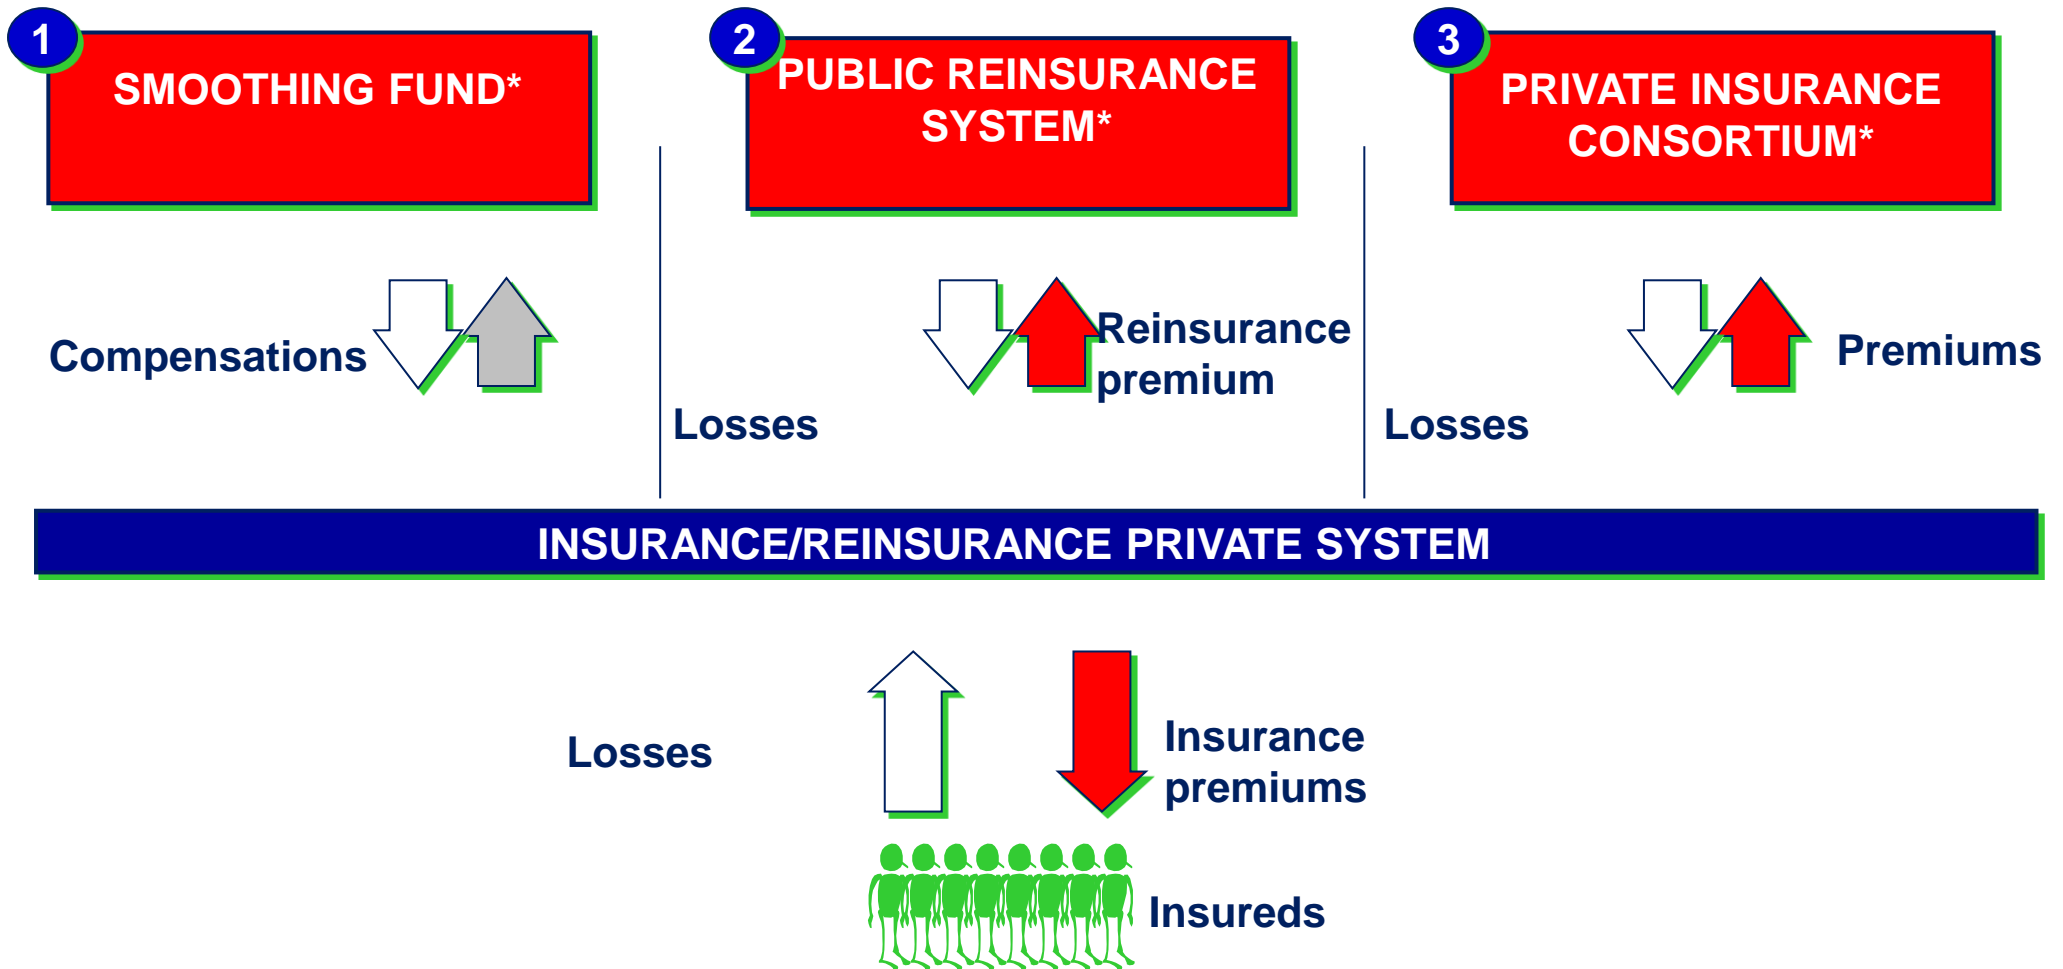 1
SMOOTHING FUND*
2
PUBLIC REINSURANCE
SYSTEM*
3
PRIVATE INSURANCE
CONSORTIUM*
Compensations
Losses
Reinsurance
premium
Losses
Premiums
INSURANCE/REINSURANCE PRIVATE SYSTEM
Losses
Insurance
premiums
Insureds